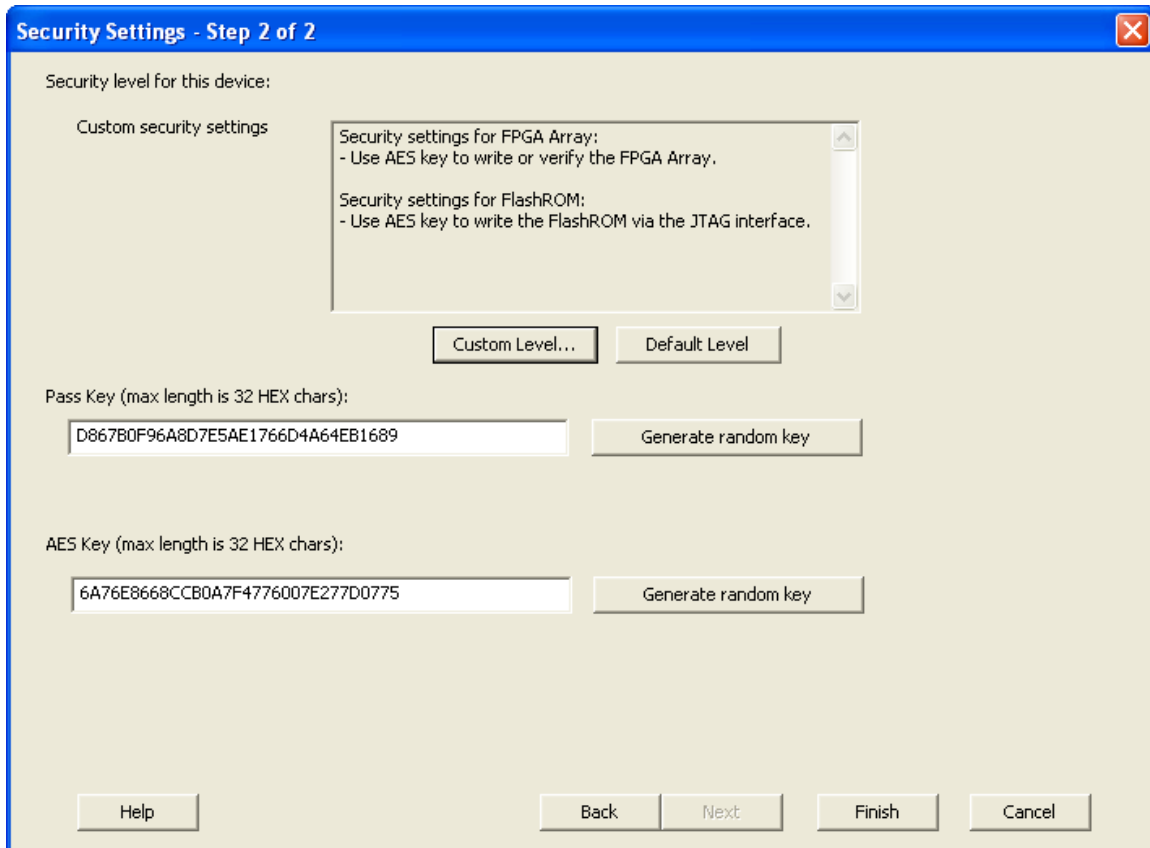 Security Settings - Step 2 of 2
Security level for this device:
Custom security settings
Security settings for FPGA Array:
- Use AES key to write or verify the FPGA Array.
Security settings for FlashROM:
- Use AES key to write the FlashROM via the JTAG interface.
Custom Level...
Default Level
Pass Key (max length is 32 HEX chars):
D867B0F96A8D7E5AE1766D4A64EB1689
Generate random key
AES Key (max length is 32 HEX chars):
6A76E8668CCB0A7F4776007E277D0775
Generate random key
Help
Back
Next
Finish
Cancel